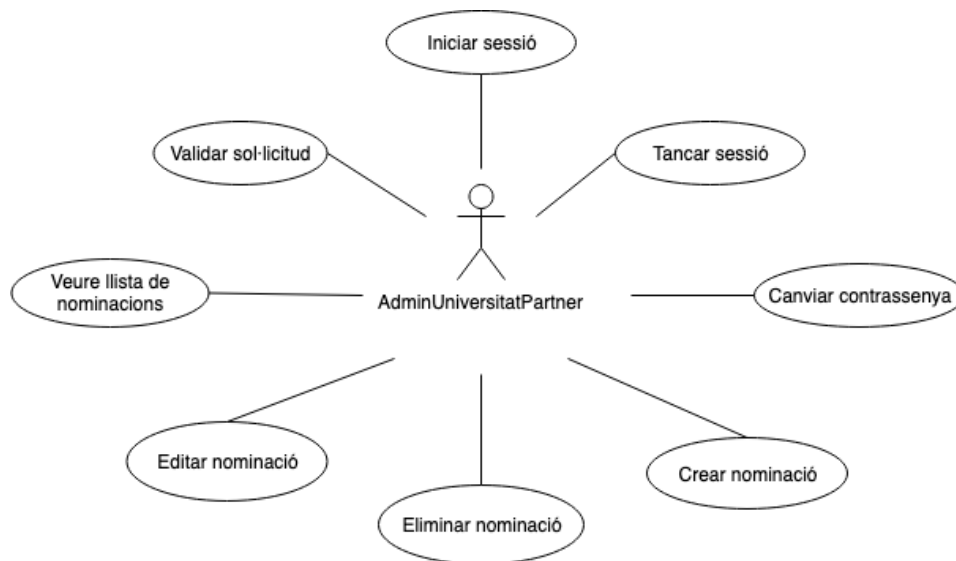 Iniciar sessió
Validar sol·licitud
Tancar sessió
Veure llista de
nominacions
AdminUniversitatPartner
Canviar contrassenya
Editar nominació
Crear nominació
Eliminar nominació